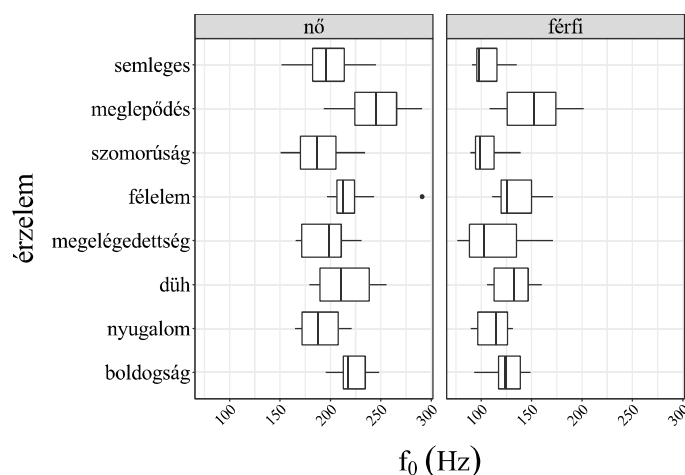 nő férfi
semleges
meglepődés
szomorúság
félelem
megelégedettség
düh
nyugalom
boldogság
érzelem
100 150 200 250 300 100 150 200 250 300
f₀ (Hz)